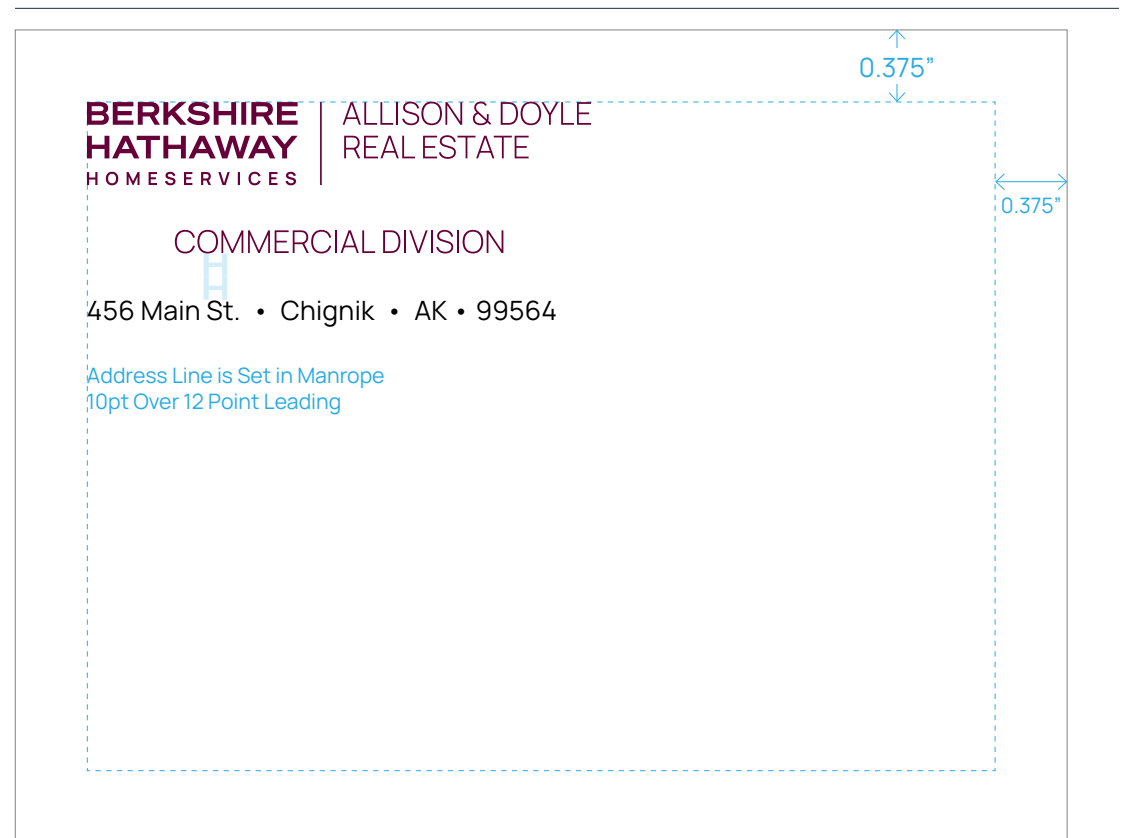 0.375”
BERKSHIRE
HATHAWAY
HOMESERVICES
ALLISON & DOYLE
REAL ESTATE
0.375”
COMMERCIAL DIVISION
H
456 Main St. • Chignik • AK • 99564
Address Line is Set in Manrope
10pt Over 12 Point Leading